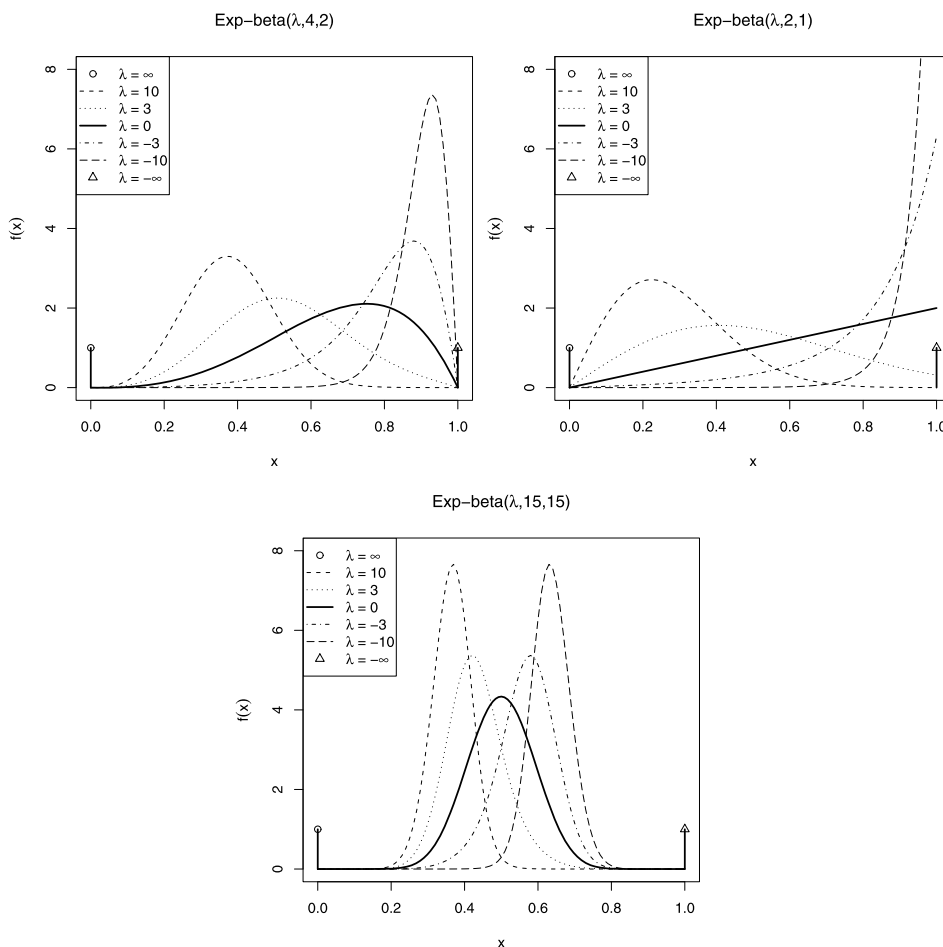 Exp−beta(λ,4,2)
f(x)
8
6
4
2
0
λ = ∞
λ = 10
λ = 3
λ = 0
λ = −3
λ = −10
λ = −∞
0.0 0.2 0.4 0.6 0.8 1.0
x
Exp−beta(λ,2,1)
f(x)
8
6
4
2
0
λ = ∞
λ = 10
λ = 3
λ = 0
λ = −3
λ = −10
λ = −∞
0.0 0.2 0.4 0.6 0.8 1.0
x
Exp−beta(λ,15,15)
f(x)
8
6
4
2
0
λ = ∞
λ = 10
λ = 3
λ = 0
λ = −3
λ = −10
λ = −∞
0.0 0.2 0.4 0.6 0.8 1.0
x